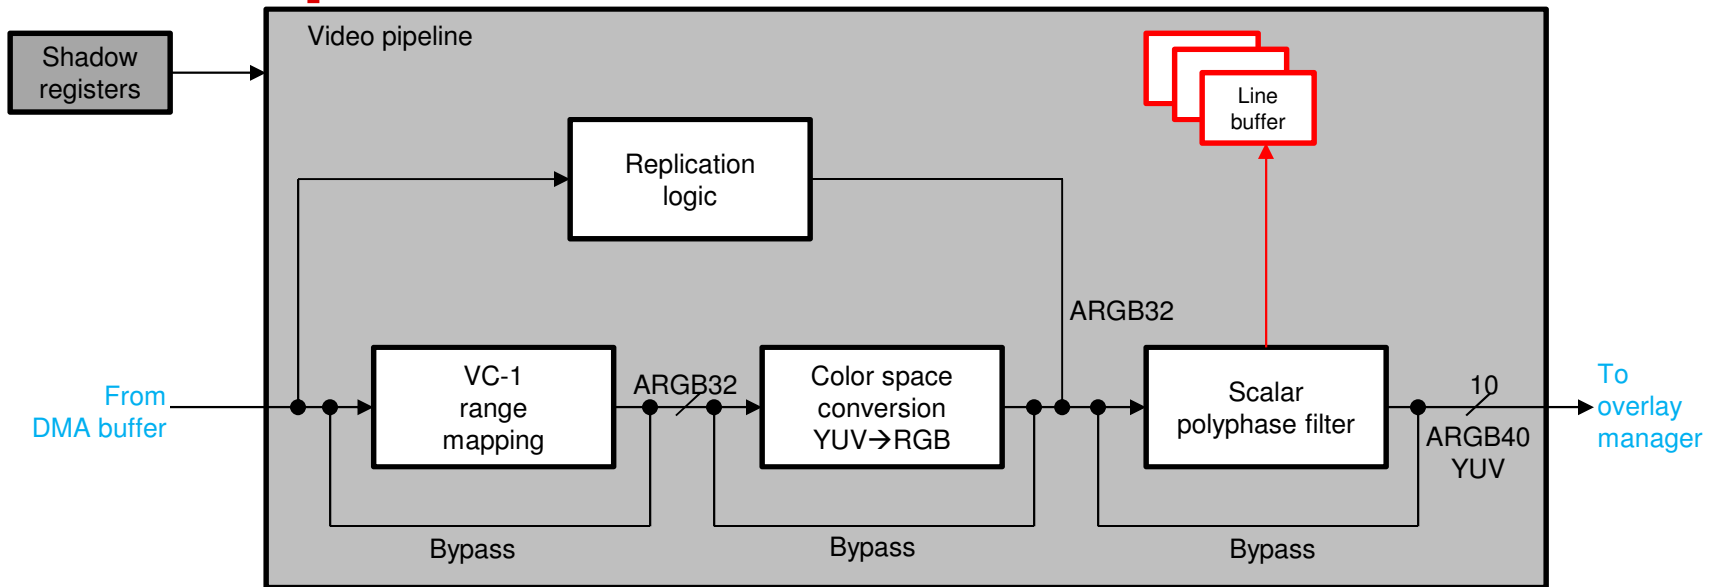 Video pipeline
Shadow
registers
Line
buffer
Replication
logic
ARGB32
From
DMA buffer
VC-1
range
mapping
ARGB32
Color space
conversion
YUV→RGB
Scalar
polyphase filter
10
ARGB40
YUV
To
overlay
manager
Bypass
Bypass
Bypass